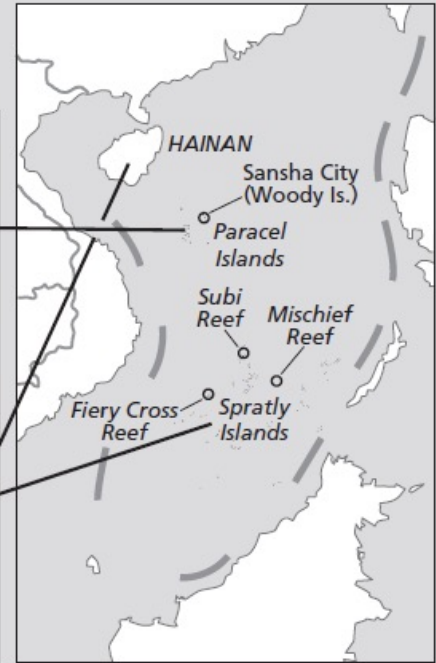 HAINAN
Sansha City
(Woody Is.)
Paracel
Islands
Subi
Reef
Mischief
Reef
Fiery Cross
Reef
Spratly
Islands